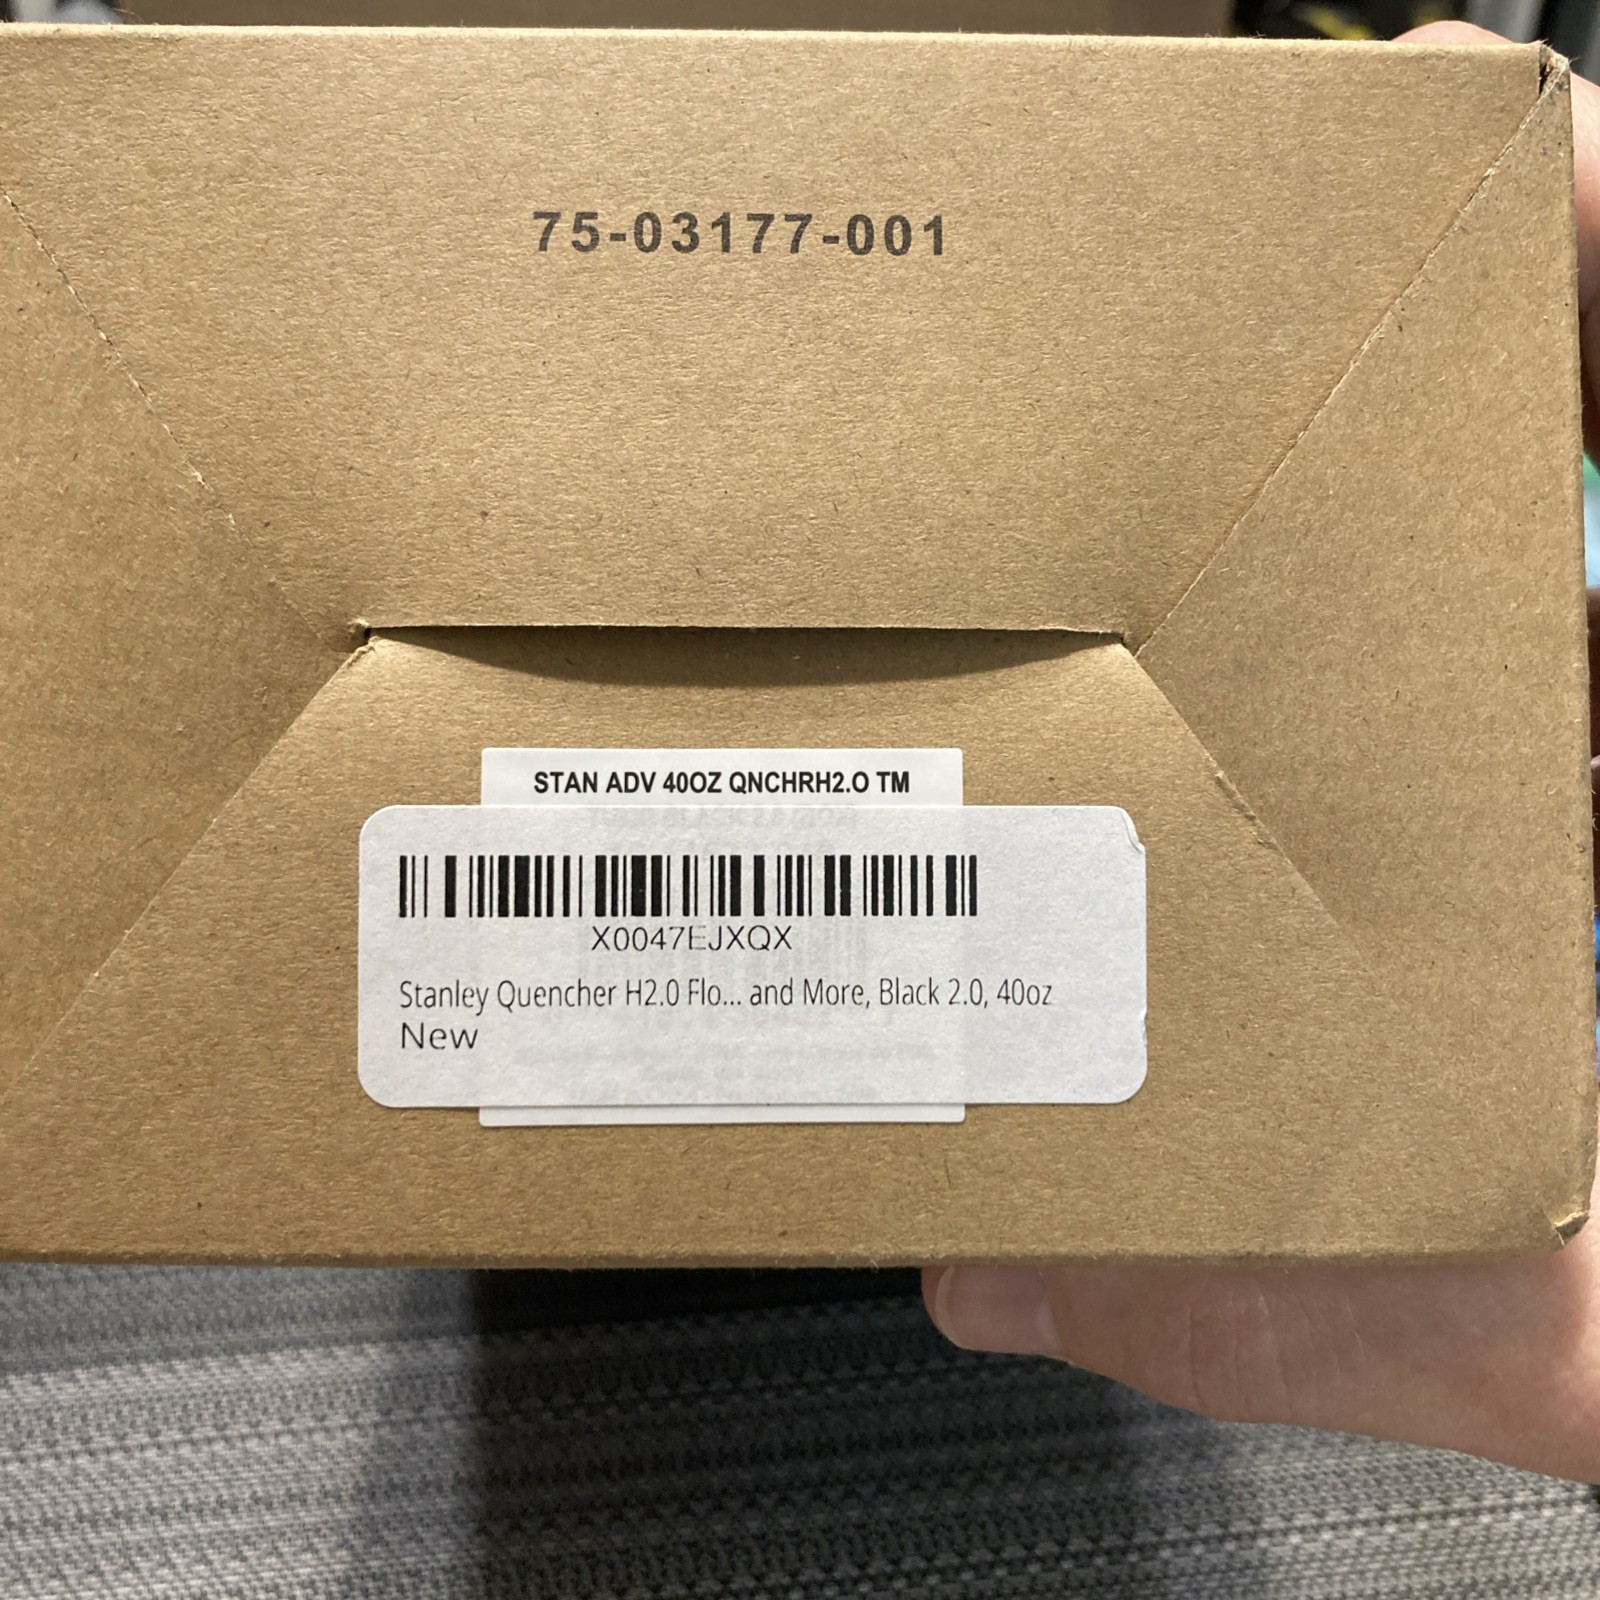 75-03177-001
STAN ADV 40OZ QNCHRH2.O TM
X0047EJXQX
Stanley Quencher H2.0 Flo... and More, Black 2.0, 40oz
New